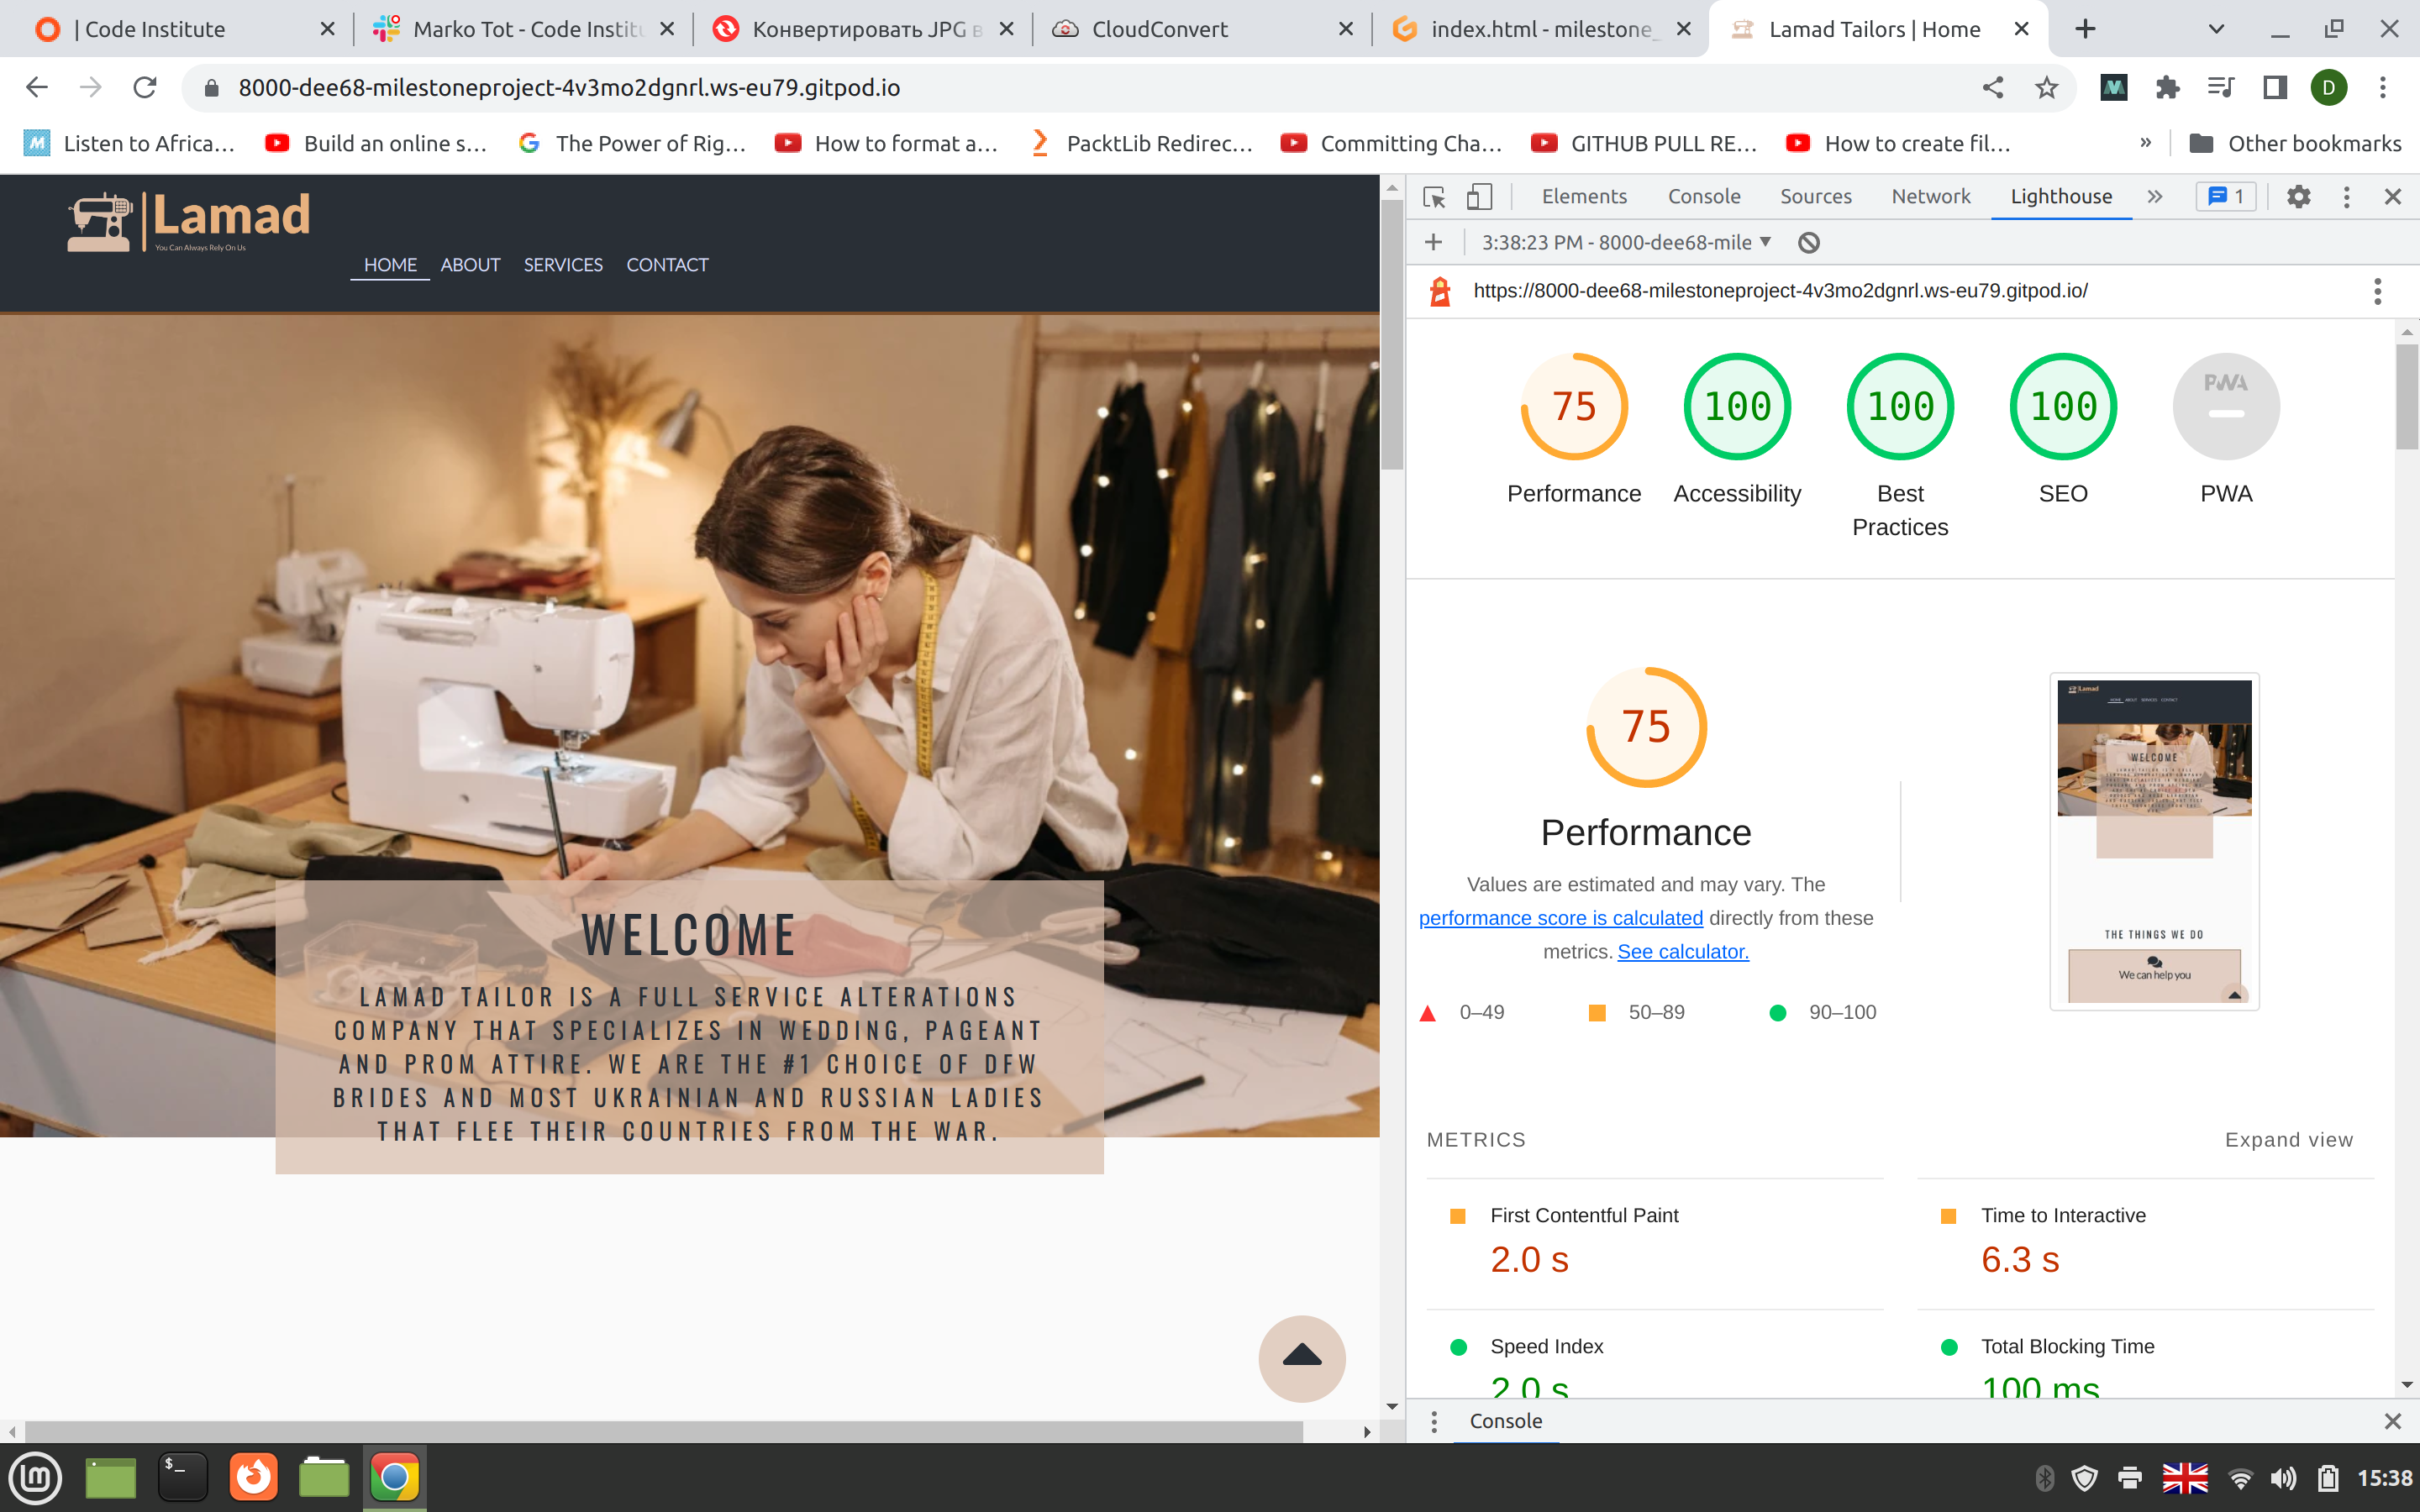 | Code Institute
Marko Tot - Code Institu
Конвертировать JPG в
CloudConvert
index.html - milestone_
Lamad Tailors | Home
8000-dee68-milestoneproject-4v3mo2dgnrl.ws-eu79.gitpod.io
D
Listen to Africa...
Build an online s...
The Power of Rig...
How to format a...
PacktLib Redirec...
Committing Cha...
GITHUB PULL RE...
How to create fil...
»
Other bookmarks
Lamad
You Can Always Rely On Us
HOME ABOUT SERVICES CONTACT
WELCOME
LAMAD TAILOR IS A FULL SERVICE ALTERATIONS
COMPANY THAT SPECIALIZES IN WEDDING, PAGEANT
AND PROM ATTIRE. WE ARE THE #1 CHOICE OF DFW
BRIDES AND MOST UKRAINIAN AND RUSSIAN LADIES
THAT FLEE THEIR COUNTRIES FROM THE WAR.
Elements Console Sources Network Lighthouse » 1
3:38:23 PM - 8000-dee68-mile
https://8000-dee68-milestoneproject-4v3mo2dgnrl.ws-eu79.gitpod.io/
75 100 100 100 PWA
Performance Accessibility Best Practices SEO PWA
75
Performance
Values are estimated and may vary. The
performance score is calculated directly from these
metrics. See calculator.
0–49 50–89 90–100
Lamad
HOME ABOUT SERVICES CONTACT
WELCOME
THE THINGS WE DO
We can help you
METRICS
Expand view
First Contentful Paint
2.0 s
Time to Interactive
6.3 s
Speed Index
2.0 s
Total Blocking Time
100 ms
Console
$_
15:38